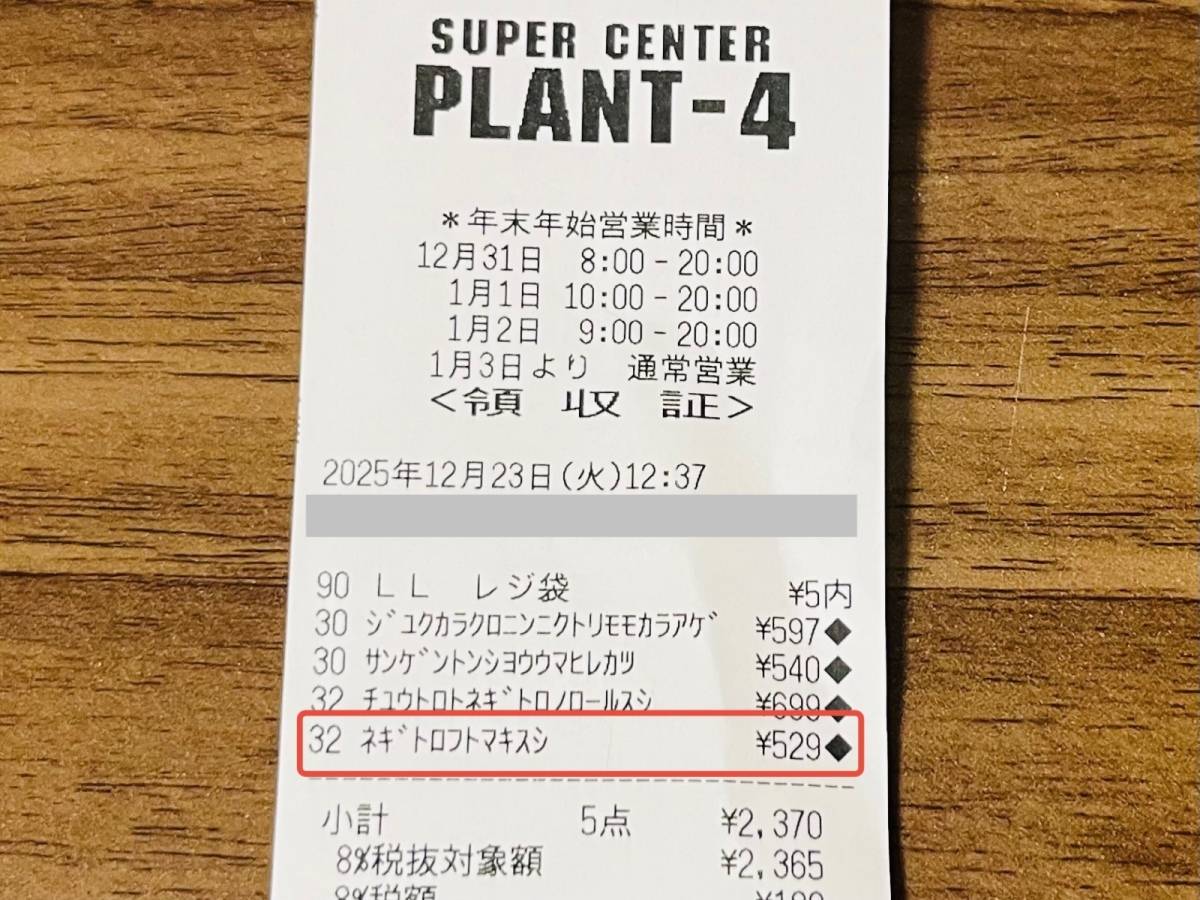 SUPER CENTER
PLANT-4
*年末年始営業時間*
12月31日 8:00-20:00
1月1日 10:00-20:00
1月2日 9:00-20:00
1月3日より 通常営業
<領 収 証>
2025年12月23日(火)12:37
90 LL レジ袋 ¥5内
30 ジュクカラクロニンニクトリモモカラアゲ ¥597◆
30 サンゲントンシヨウウマヒレカツ ¥540◆
32 チュウトロトネギトロノロールスシ ¥699◆
32 ネギトロフトマキスシ ¥529◆
小計 5点 ¥2,370
8%税抜対象額 ¥2,365
8%税額